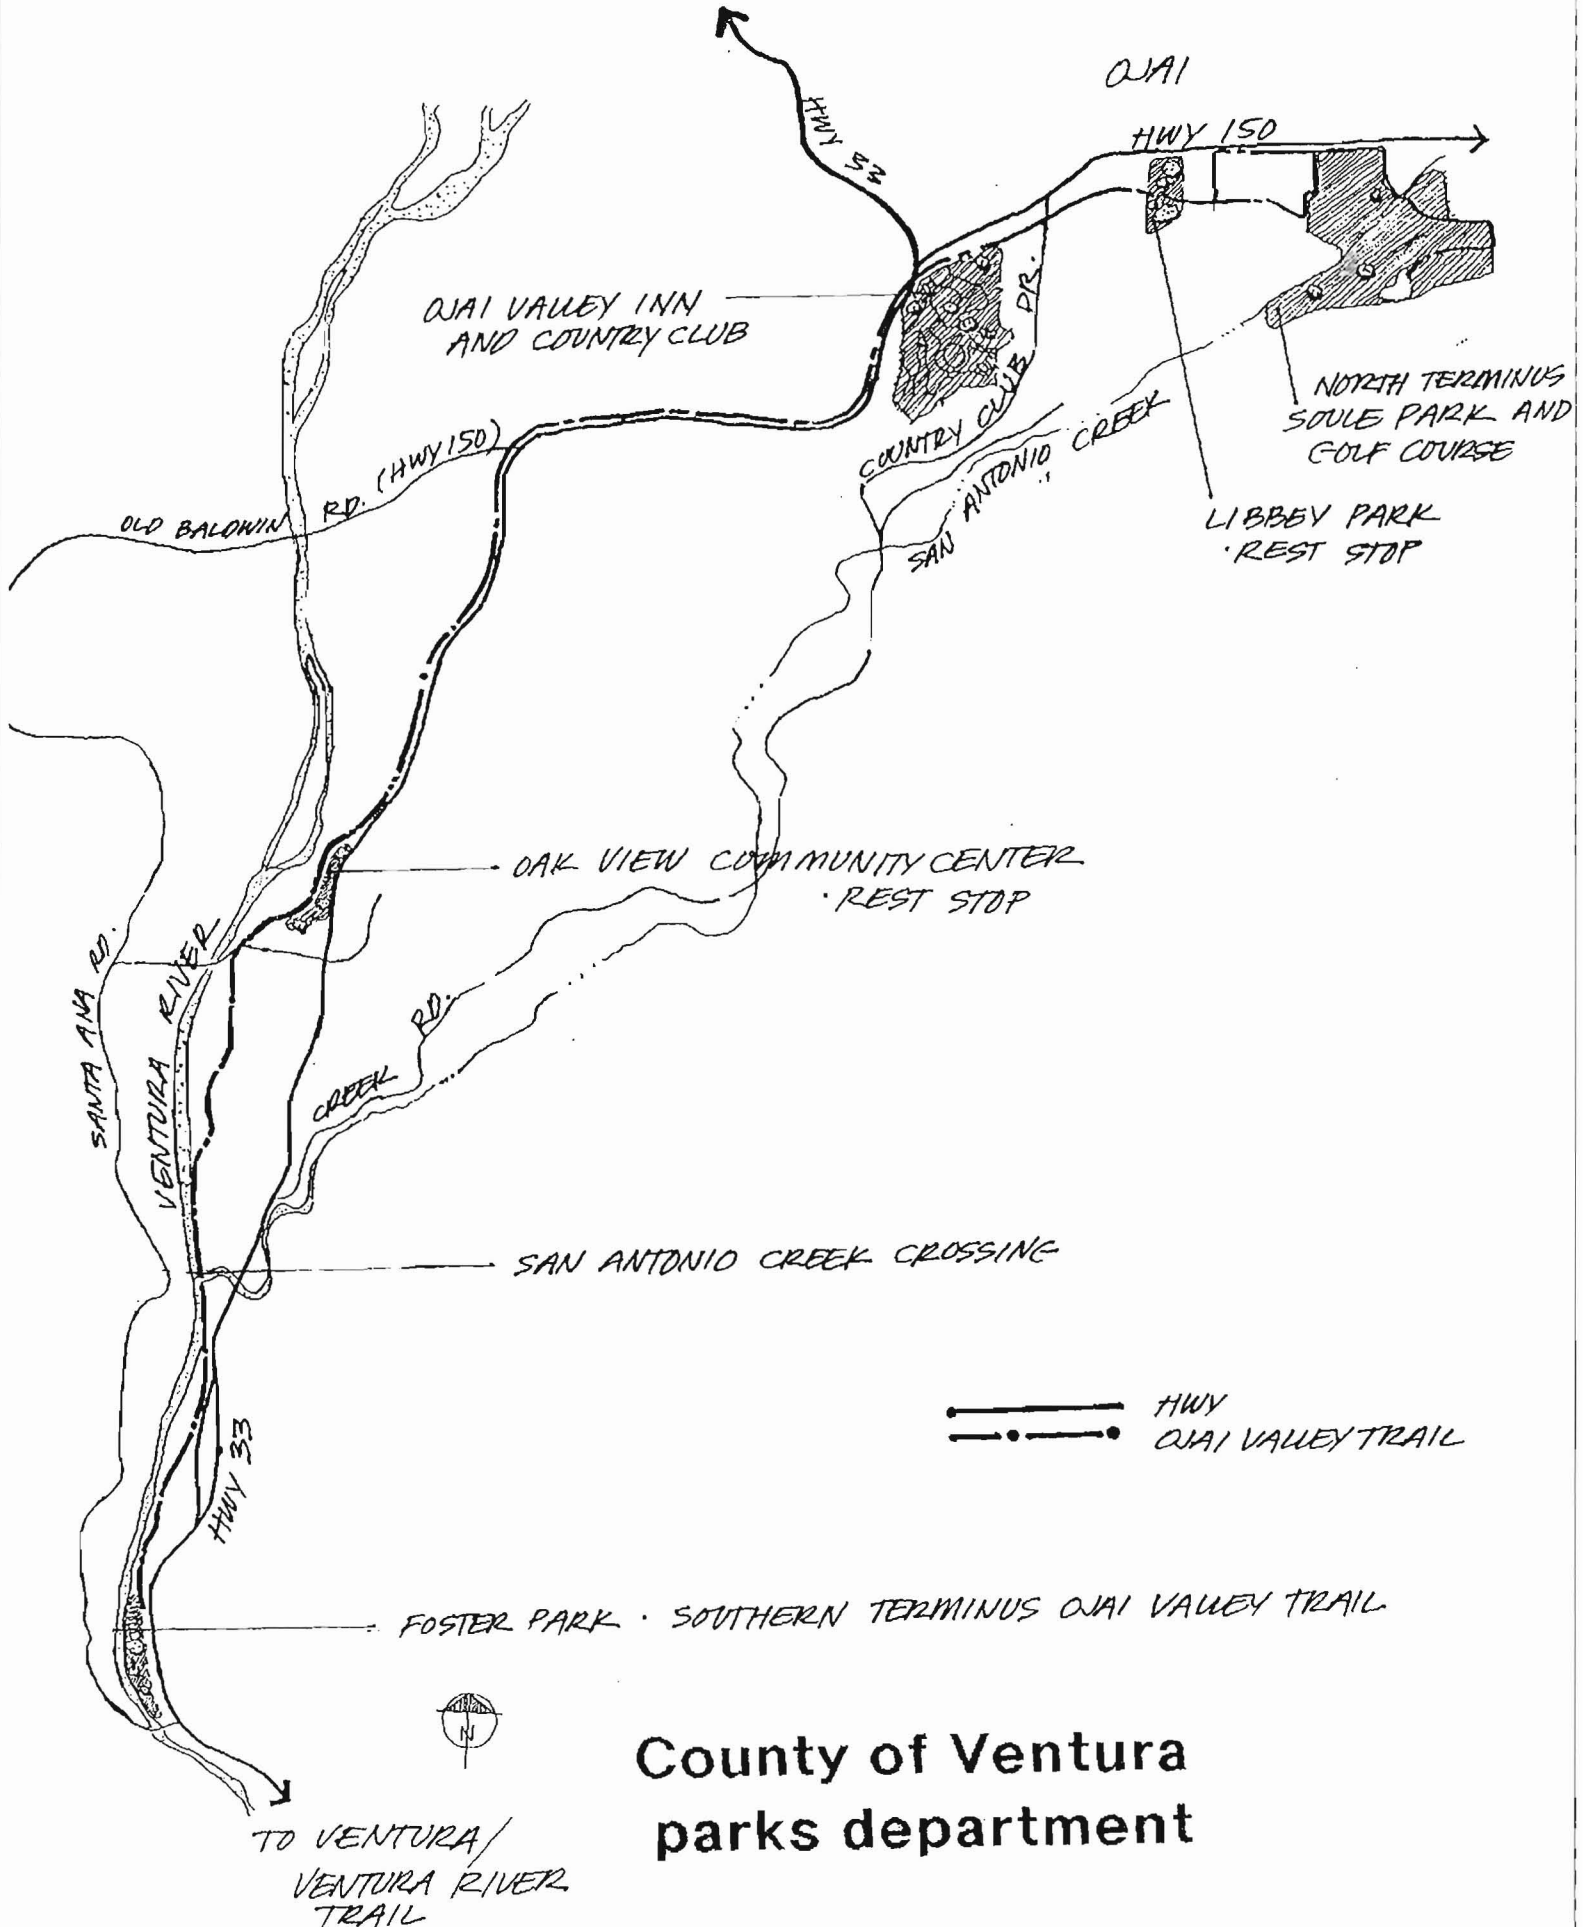 OJAI
HWY 33
HWY 150
OJAI VALLEY INN
AND COUNTRY CLUB
COUNTRY CLUB DR.
NORTH TERMINUS
SOULE PARK AND
GOLF COURSE
SAN ANTONIO CREEK
LIBBEY PARK
· REST STOP
OLD BALDWIN RD. (HWY 150)
OAK VIEW COMMUNITY CENTER
· REST STOP
SANTA ANA RD.
VENTURA RIVER
CREEK RD.
SAN ANTONIO CREEK CROSSING
HWY
OJAI VALLEY TRAIL
HWY 33
FOSTER PARK · SOUTHERN TERMINUS OJAI VALLEY TRAIL
N
County of Ventura
parks department
TO VENTURA/
VENTURA RIVER
TRAIL